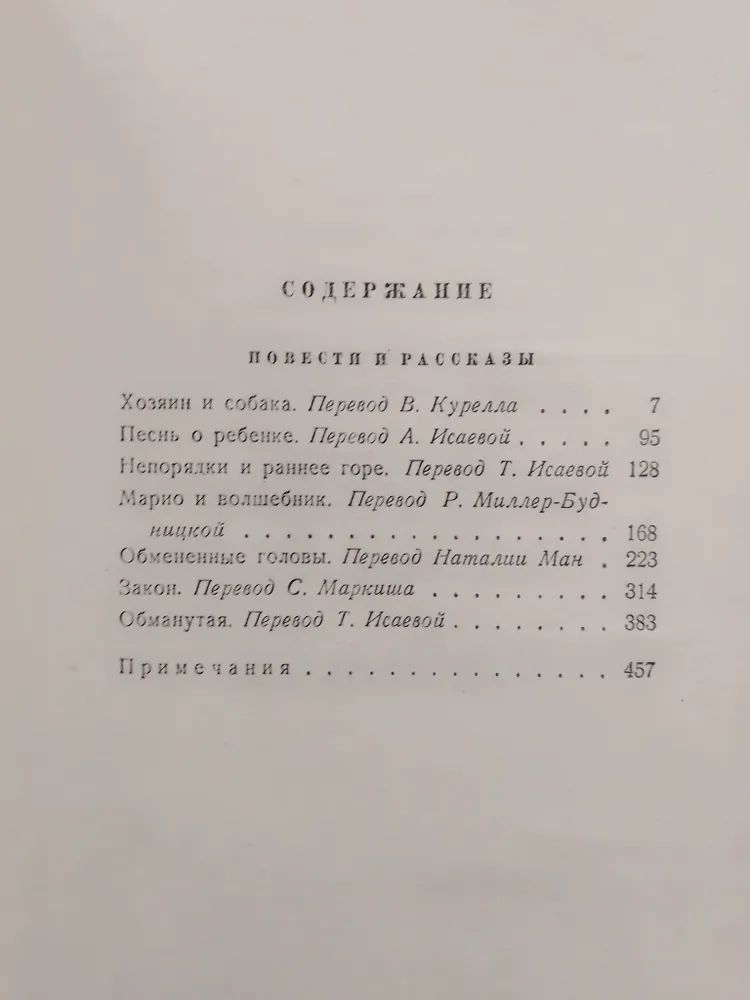 СОДЕРЖАНИЕ
ПОВЕСТИ И РАССКАЗЫ
Хозяин и собака. Перевод В. Курелла . . . . 7
Песнь о ребенке. Перевод А. Исаевой . . . . . 95
Непорядки и раннее горе. Перевод Т. Исаевой 128
Марио и волшебник. Перевод Р. Миллер-Буд-
ницкой . . . . . . . . . . . . . . . . . 168
Обмененные головы. Перевод Наталии Ман . 223
Закон. Перевод С. Маркиша . . . . . . . . . 314
Обманутая. Перевод Т. Исаевой . . . . . . . . 383
Примечания . . . . . . . . . . . . . . . 457